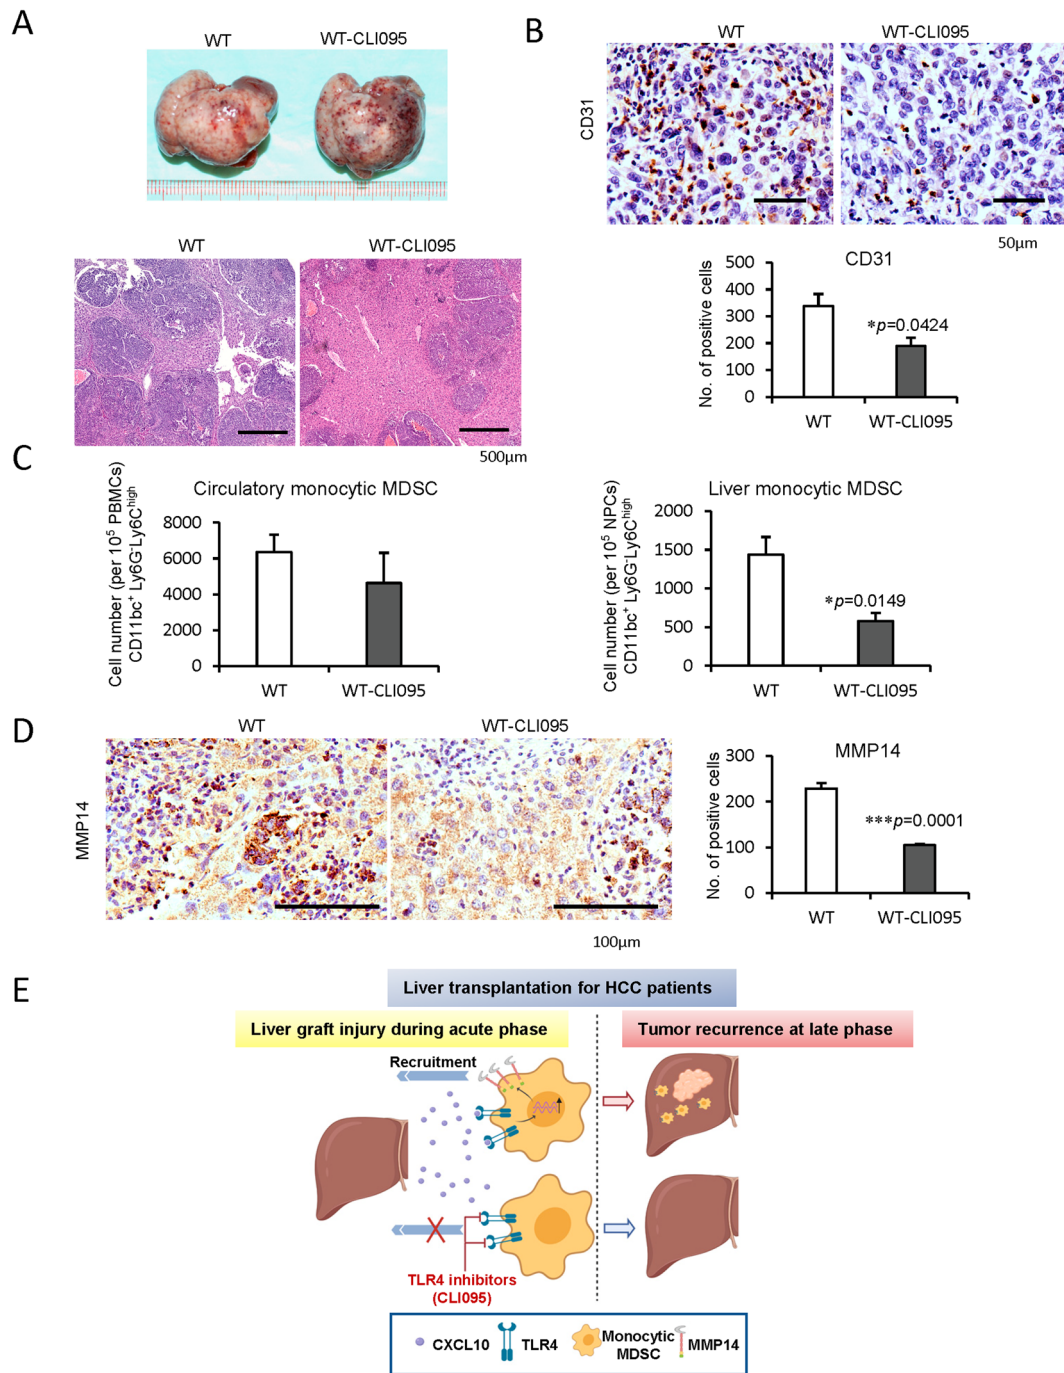 A
WT
WT-CLI095
WT
WT-CLI095
500µm
B
WT
WT-CLI095
CD31
50µm
CD31
No. of positive cells
500
400
300
200
100
0
*p=0.0424
WT
WT-CLI095
C
Circulatory monocytic MDSC
Cell number (per 10⁵ PBMCs)
CD11bc⁺ Ly6G⁻Ly6Cʰⁱᵍʰ
8000
6000
4000
2000
0
WT
WT-CLI095
Liver monocytic MDSC
Cell number (per 10⁵ NPCs)
CD11bc⁺ Ly6G⁻Ly6Cʰⁱᵍʰ
2000
1500
1000
500
0
*p=0.0149
WT
WT-CLI095
D
WT
WT-CLI095
MMP14
100µm
MMP14
No. of positive cells
300
200
100
0
***p=0.0001
WT
WT-CLI095
E
Liver transplantation for HCC patients
Liver graft injury during acute phase
Tumor recurrence at late phase
Recruitment
TLR4 inhibitors
(CLI095)
CXCL10
TLR4
Monocytic
MDSC
MMP14